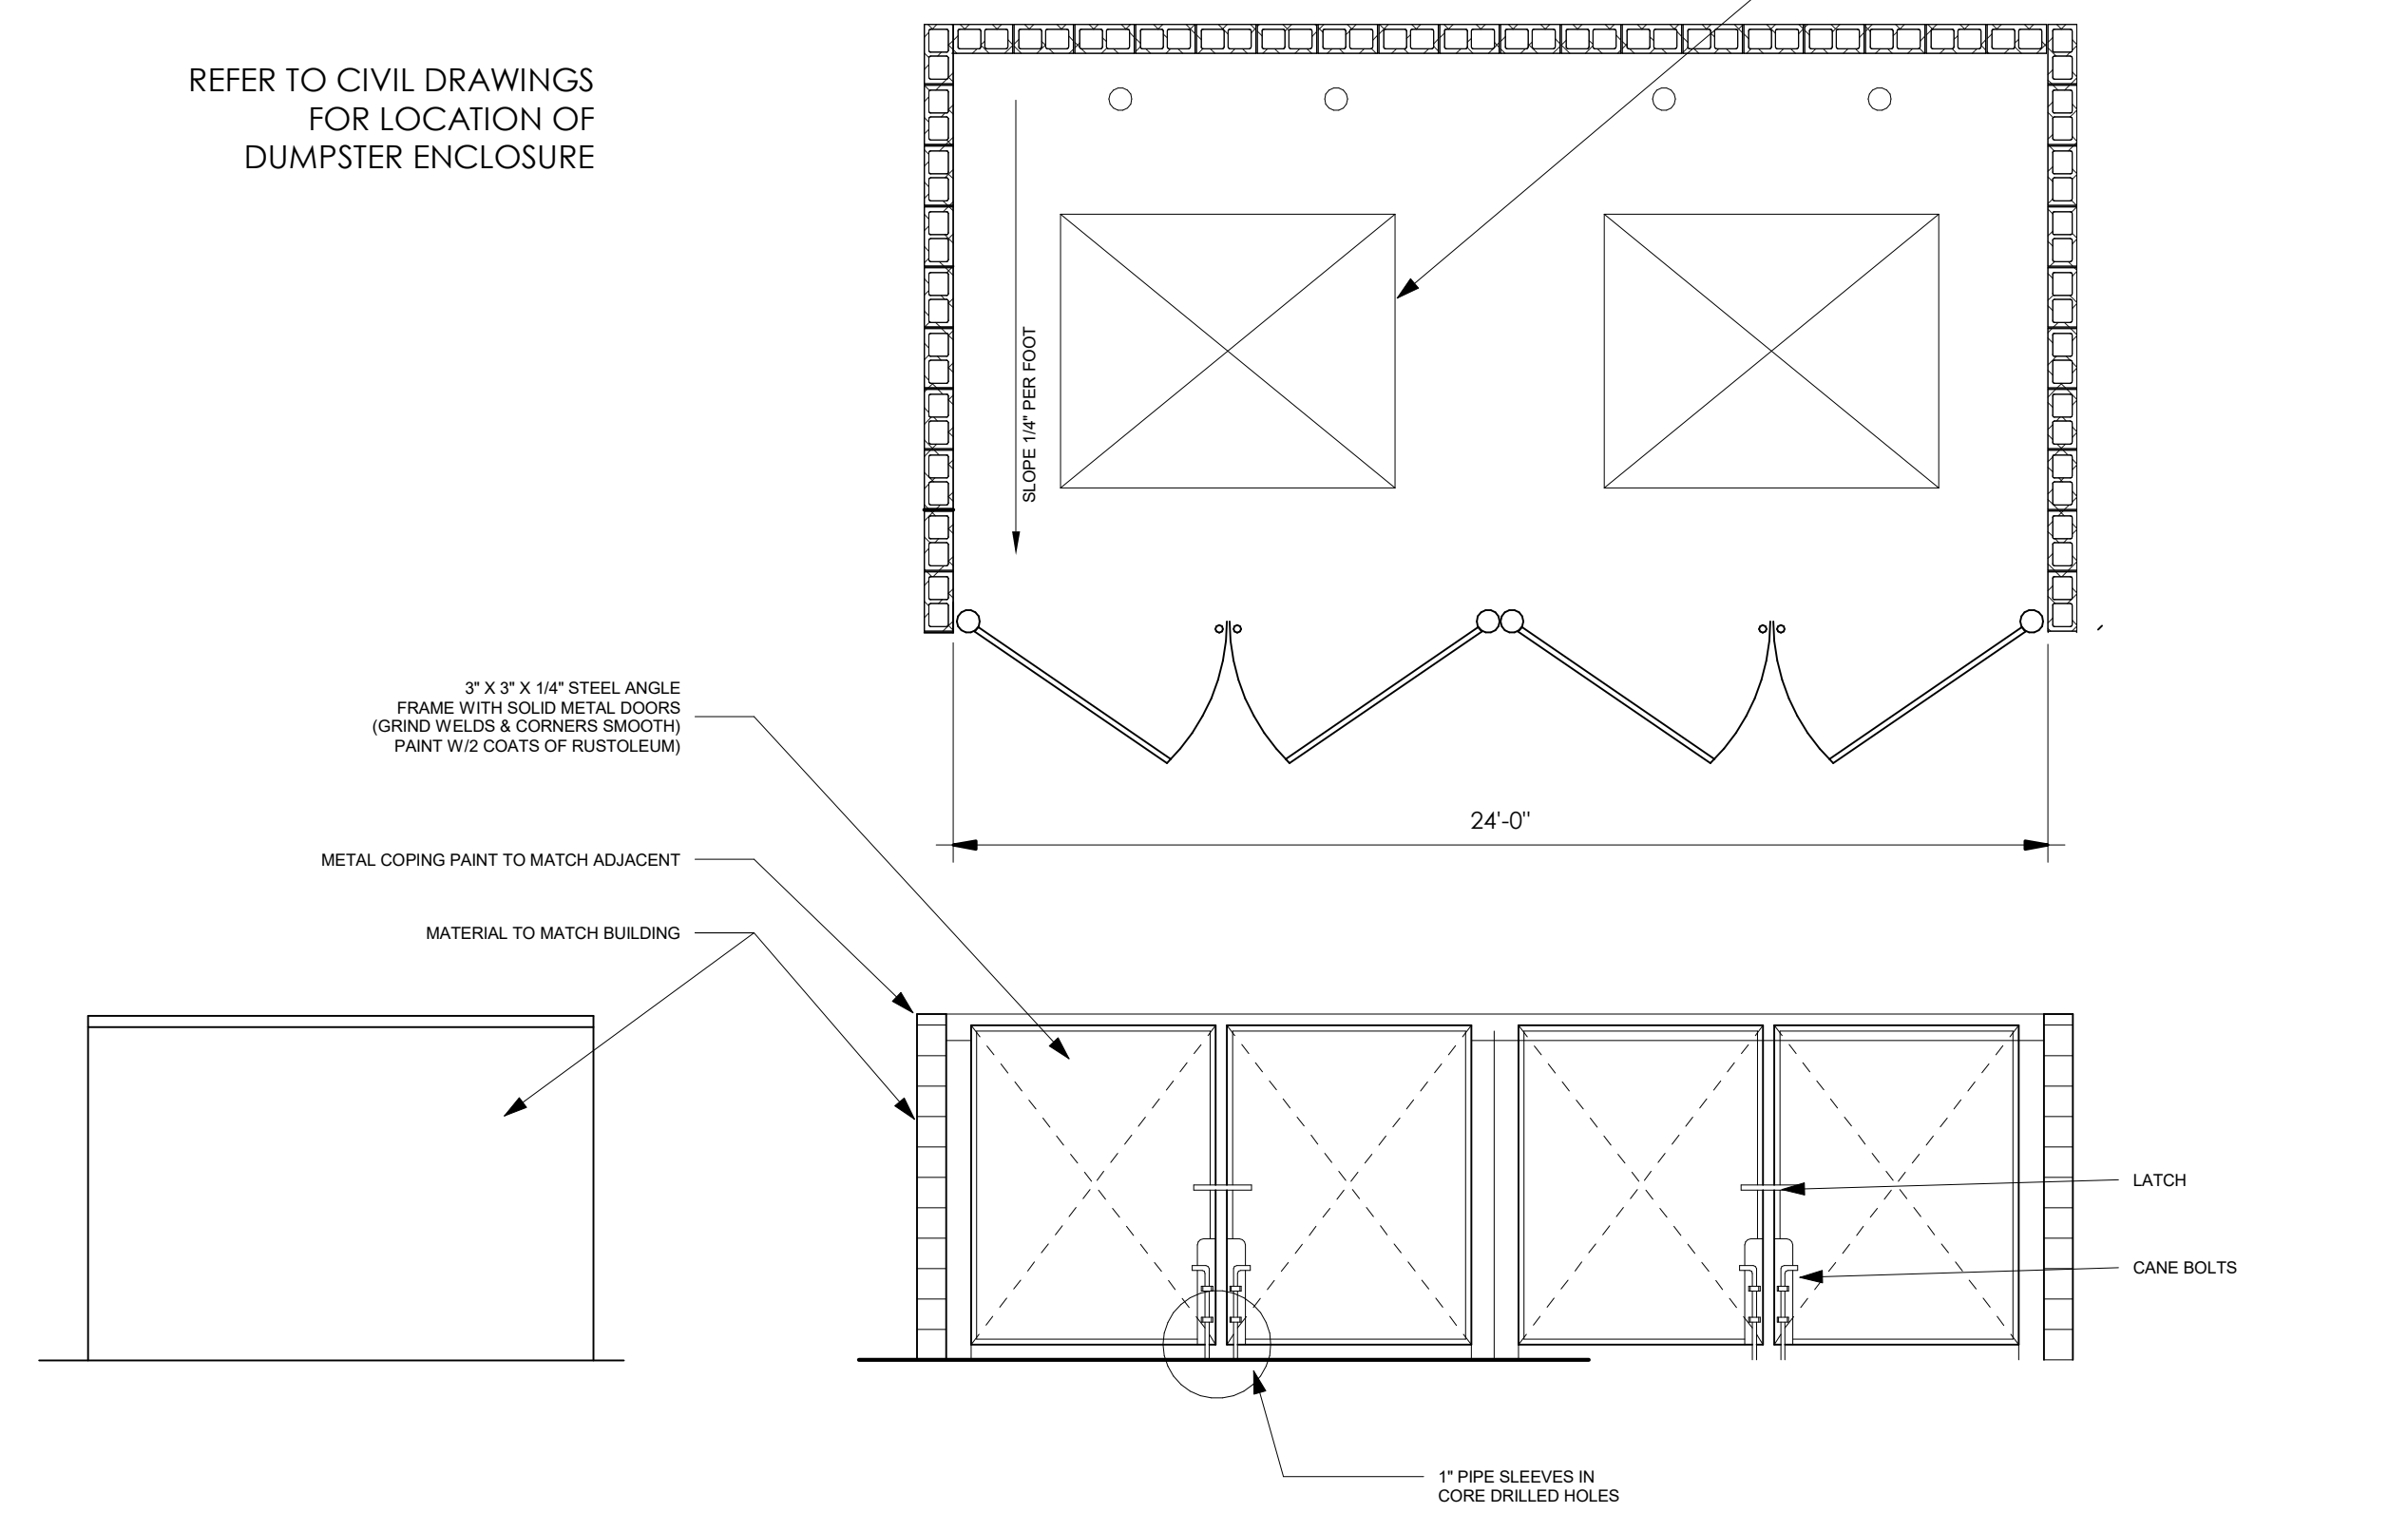 REFER TO CIVIL DRAWINGS
FOR LOCATION OF
DUMPSTER ENCLOSURE
SLOPE 1/4" PER FOOT
3" X 3" X 1/4" STEEL ANGLE
FRAME WITH SOLID METAL DOORS
(GRIND WELDS & CORNERS SMOOTH)
PAINT W/2 COATS OF RUSTOLEUM)
24'-0"
METAL COPING PAINT TO MATCH ADJACENT
MATERIAL TO MATCH BUILDING
LATCH
CANE BOLTS
1" PIPE SLEEVES IN
CORE DRILLED HOLES